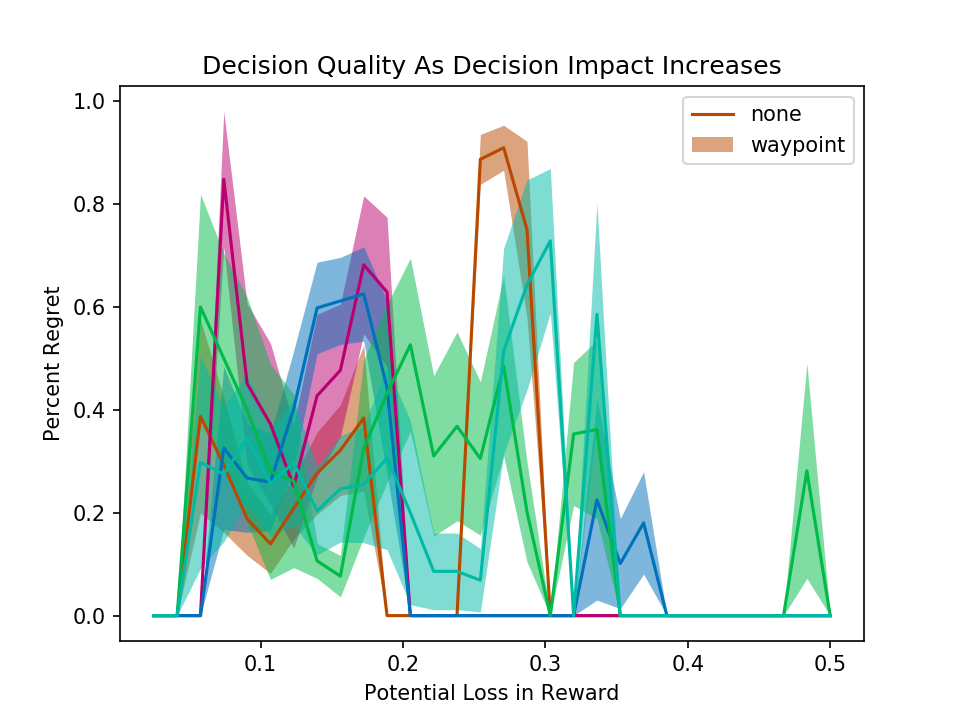 Decision Quality As Decision Impact Increases
none
waypoint
Percent Regret
1.0
0.8
0.6
0.4
0.2
0.0
0.1
0.2
0.3
0.4
0.5
Potential Loss in Reward